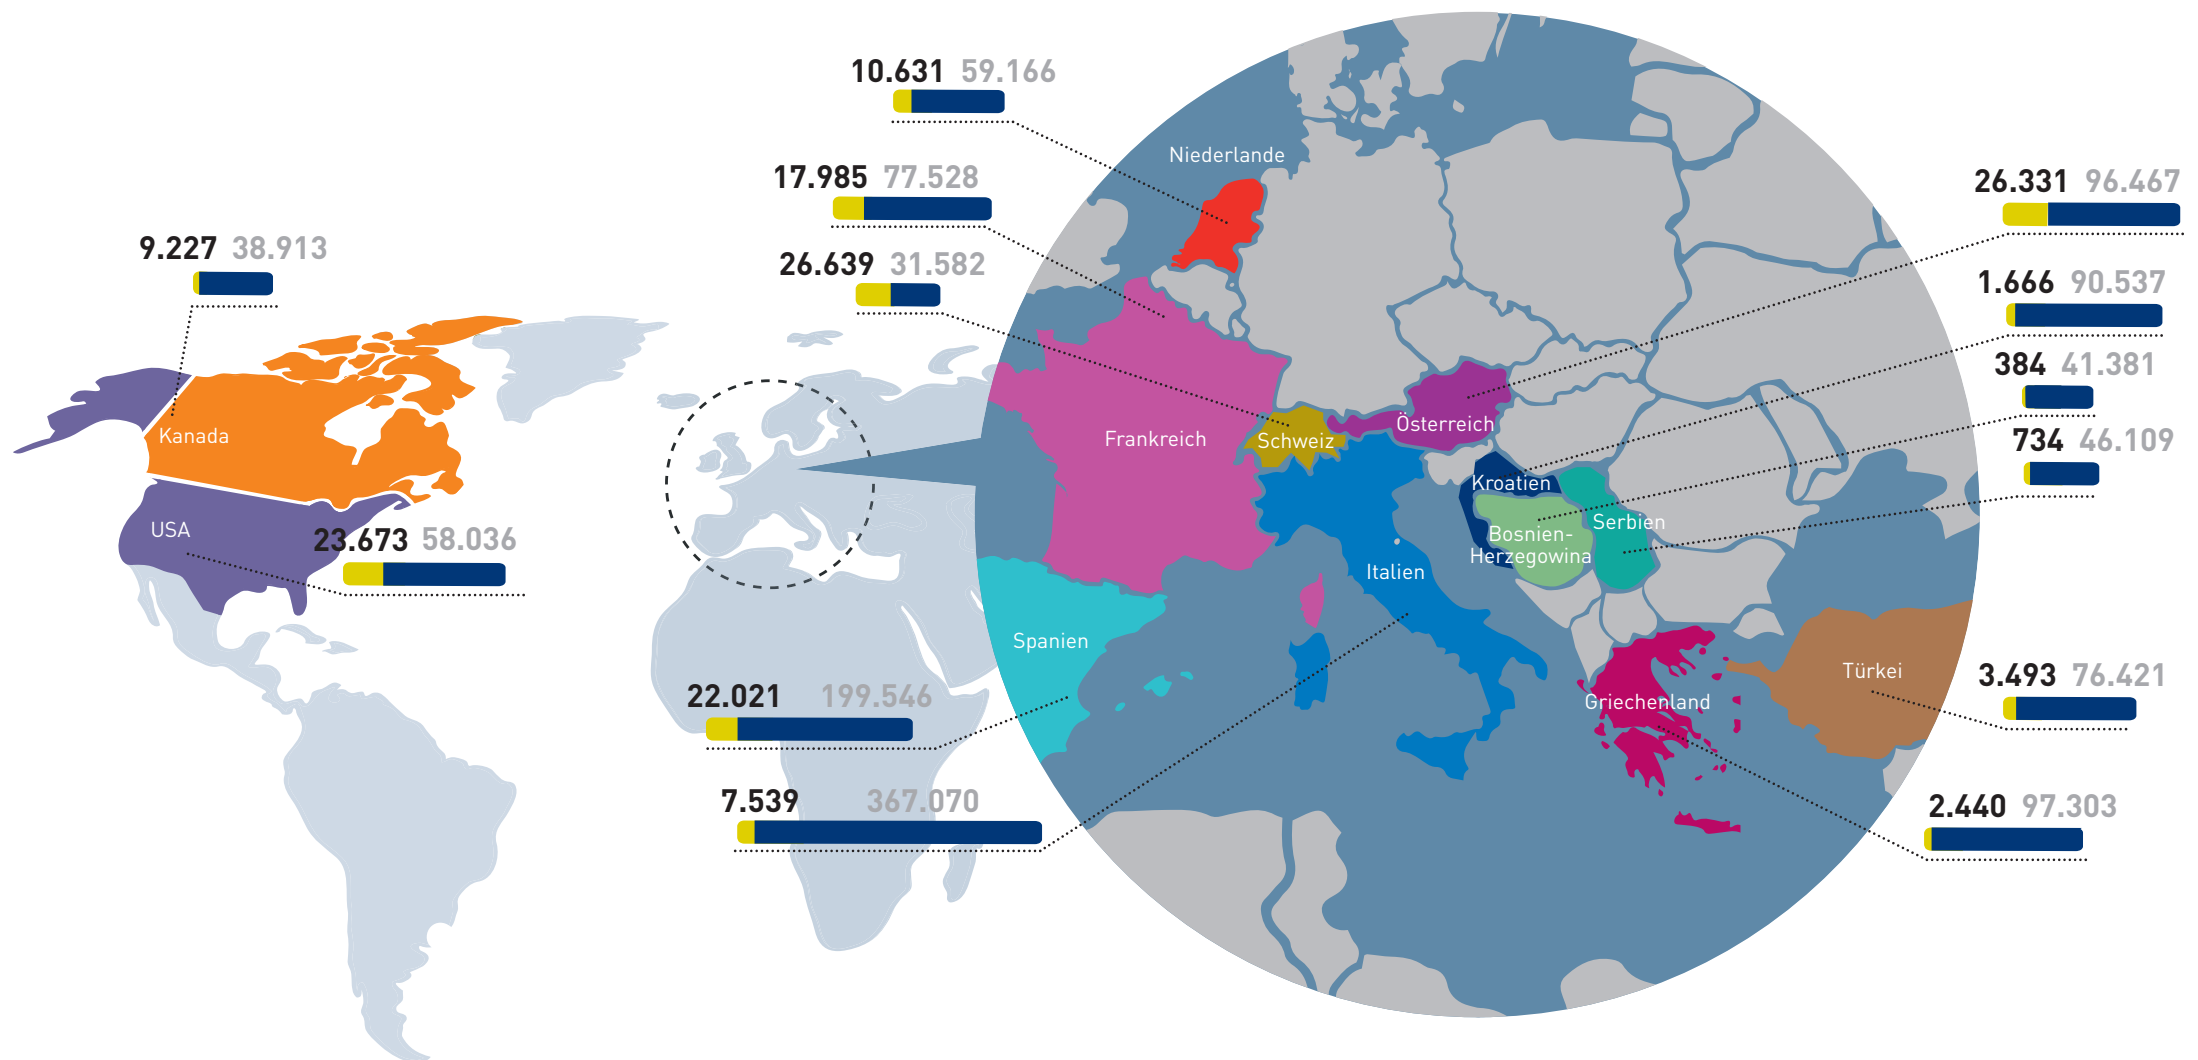 10.631 59.166
Niederlande
17.985 77.528
26.331 96.467
9.227 38.913
26.639 31.582
1.666 90.537
384 41.381
Kanada
Frankreich
Schweiz
Österreich
734 46.109
Kroatien
USA
23.673 58.036
Serbien
Bosnien-
Herzegowina
Italien
Spanien
Türkei
3.493 76.421
22.021 199.546
Griechenland
7.539 367.070
2.440 97.303